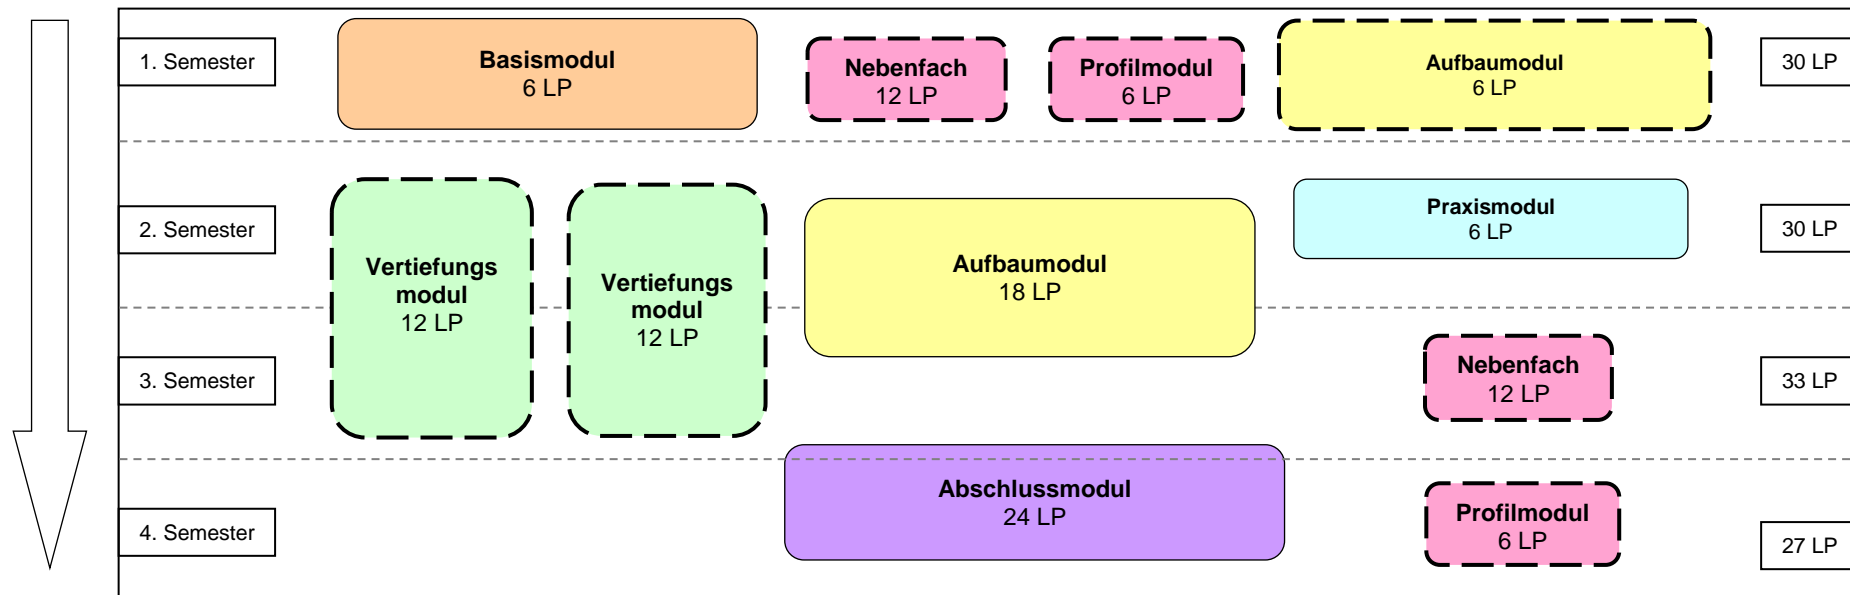 1. Semester
Basismodul
6 LP
Nebenfach
12 LP
Profilmodul
6 LP
Aufbaumodul
6 LP
30 LP
2. Semester
Vertiefungs
modul
12 LP
Vertiefungs
modul
12 LP
Aufbaumodul
18 LP
Praxismodul
6 LP
30 LP
3. Semester
Nebenfach
12 LP
33 LP
4. Semester
Abschlussmodul
24 LP
Profilmodul
6 LP
27 LP